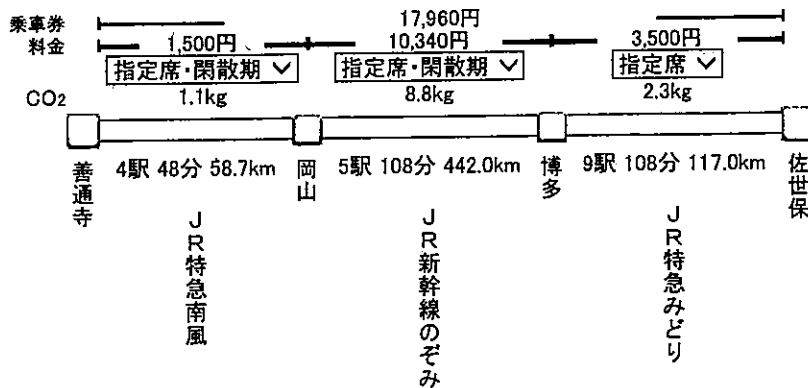 乗車券 17,960円
料金 1,500円 10,340円 3,500円
指定席・閑散期 指定席・閑散期 指定席
CO2 1.1kg 8.8kg 2.3kg
善通寺 4駅 48分 58.7km 岡山 5駅 108分 442.0km 博多 9駅 108分 117.0km 佐世保
JR特急南風 JR新幹線のぞみ JR特急みどり